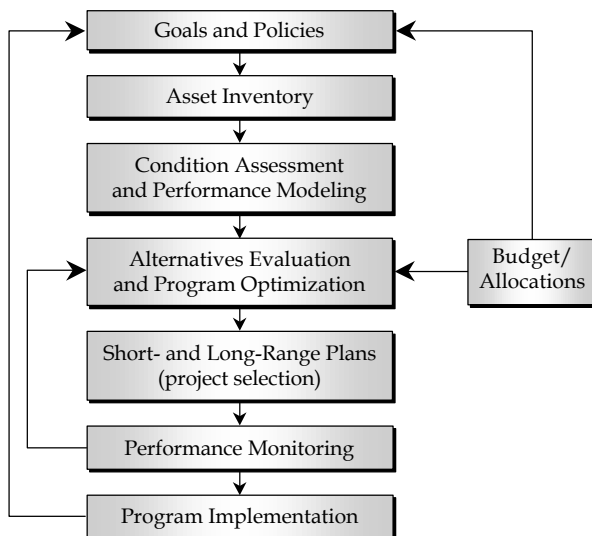 Goals and Policies
Asset Inventory
Condition Assessment
and Performance Modeling
Alternatives Evaluation
and Program Optimization
Budget/
Allocations
Short- and Long-Range Plans
(project selection)
Performance Monitoring
Program Implementation